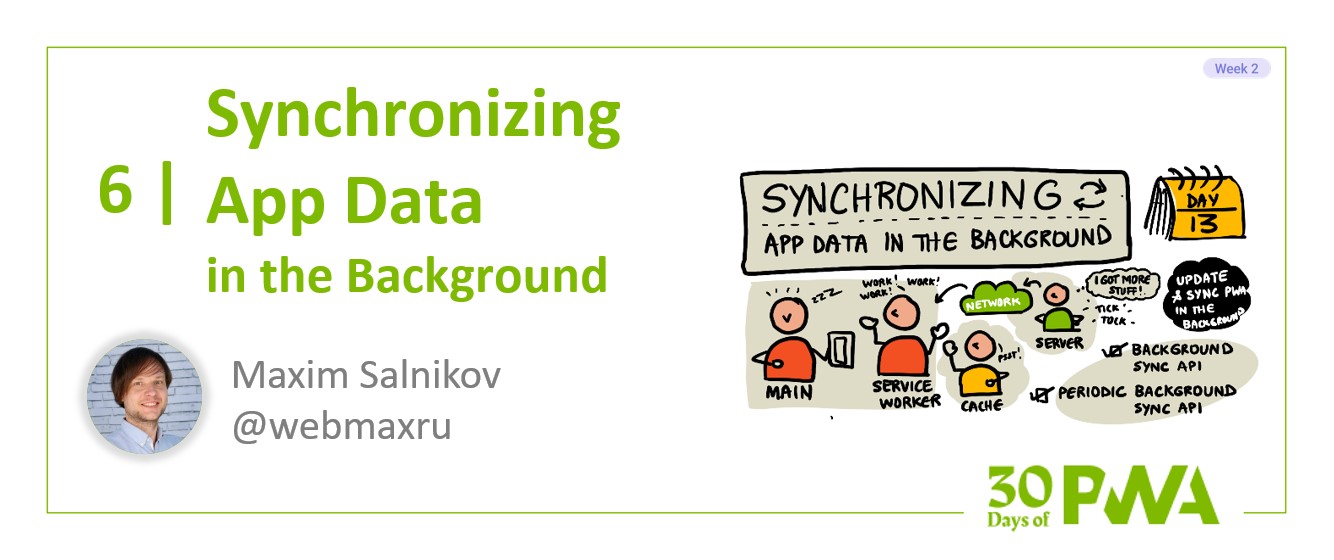 Week 2
6 |
Synchronizing
App Data
in the Background
Maxim Salnikov
@webmaxru
SYNCHRONIZING
APP DATA IN THE BACKGROUND
DAY
13
zzz
WORK! WORK!
WORK!
NETWORK
I GOT MORE
STUFF!
TICK
TOCK
UPDATE
& SYNC PWA
IN THE
BACKGROUND
MAIN
SERVICE
WORKER
PSST!
CACHE
SERVER
BACKGROUND
SYNC API
PERIODIC BACKGROUND
SYNC API
30
Days of
PWA